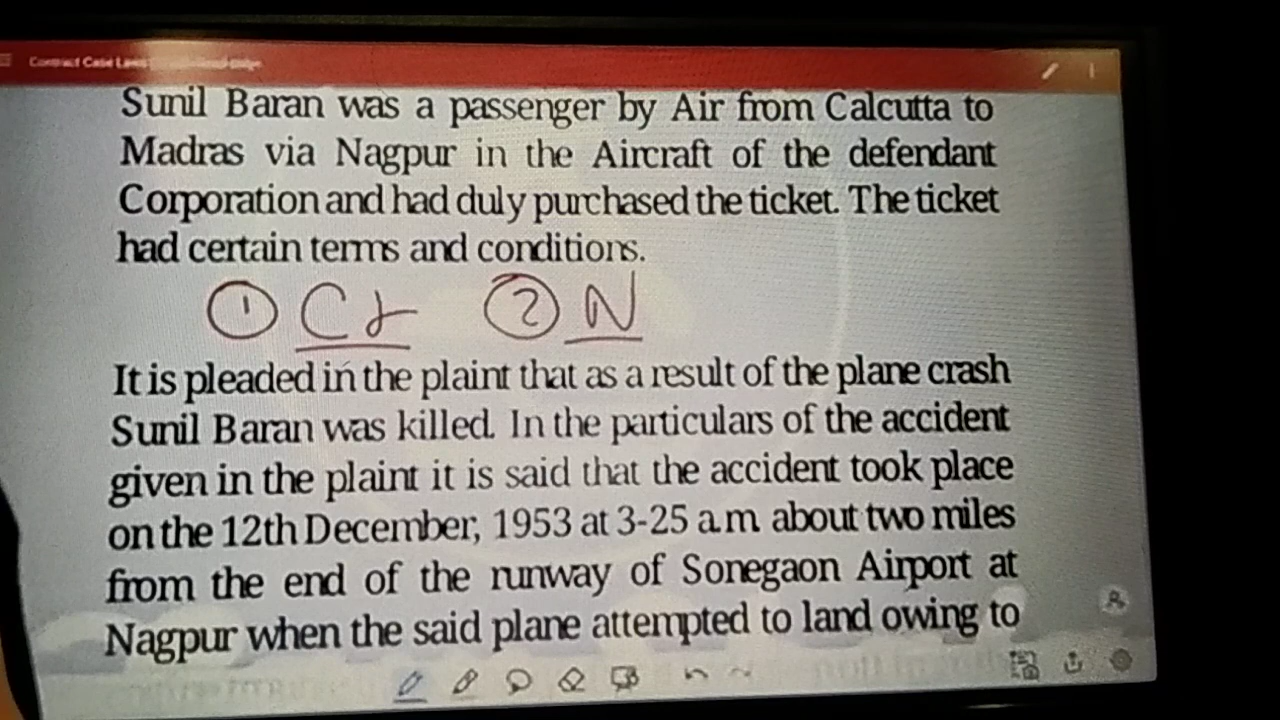 Contract Case Laws
Sunil Baran was a passenger by Air from Calcutta to
Madras via Nagpur in the Aircraft of the defendant
Corporation and had duly purchased the ticket. The ticket
had certain terms and conditions.
1 Cr 2 N
It is pleaded in the plaint that as a result of the plane crash
Sunil Baran was killed. In the particulars of the accident
given in the plaint it is said that the accident took place
on the 12th December, 1953 at 3-25 a.m. about two miles
from the end of the runway of Sonegaon Airport at
Nagpur when the said plane attempted to land owing to